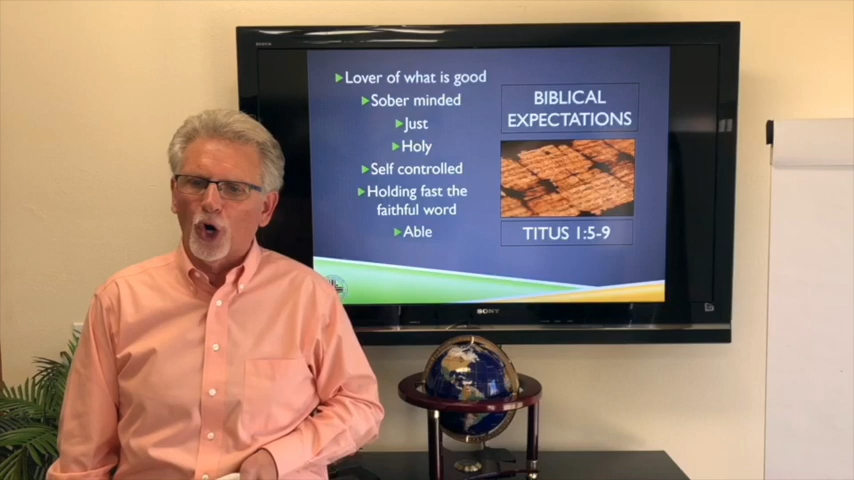 Lover of what is good
Sober minded
Just
Holy
Self controlled
Holding fast the
faithful word
Able
BIBLICAL
EXPECTATIONS
TITUS 1:5-9
SONY